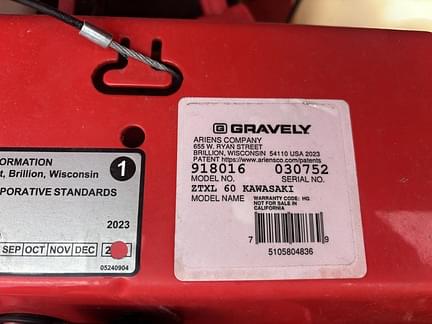 GRAVELY
ARIENS COMPANY
655 W. RYAN STREET
BRILLION, WISCONSIN 54110 USA 2023
PATENT https://www.ariensco.com/patents
918016 030752
MODEL NO. SERIAL NO.
ZTXL 60 KAWASAKI
MODEL NAME
WARRANTY CODE: HG
NOT FOR SALE IN
CALIFORNIA
7 9
5105804836
ORMATION
t, Brillion, Wisconsin
1
PORATIVE STANDARDS
2023
SEP OCT NOV DEC
05240904